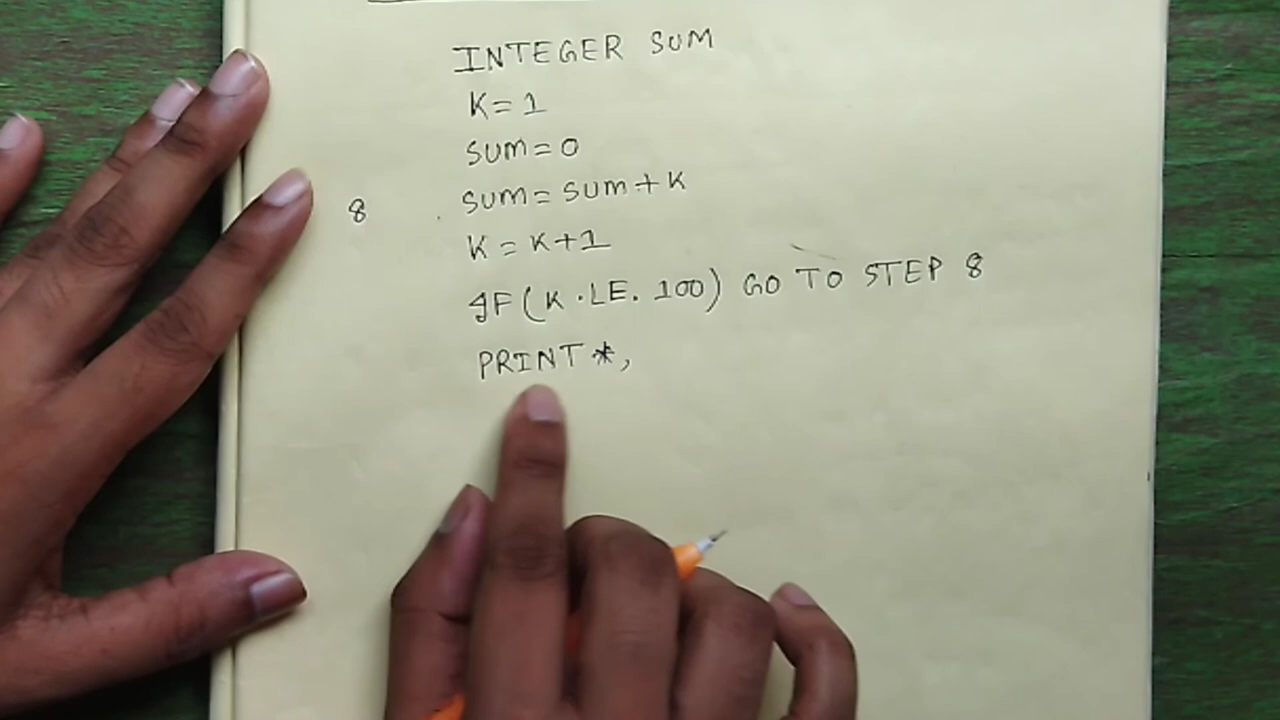 INTEGER SUM
K = 1
SUM = 0
8 SUM = SUM + K
K = K+1
IF (K .LE. 100) GO TO STEP 8
PRINT *,